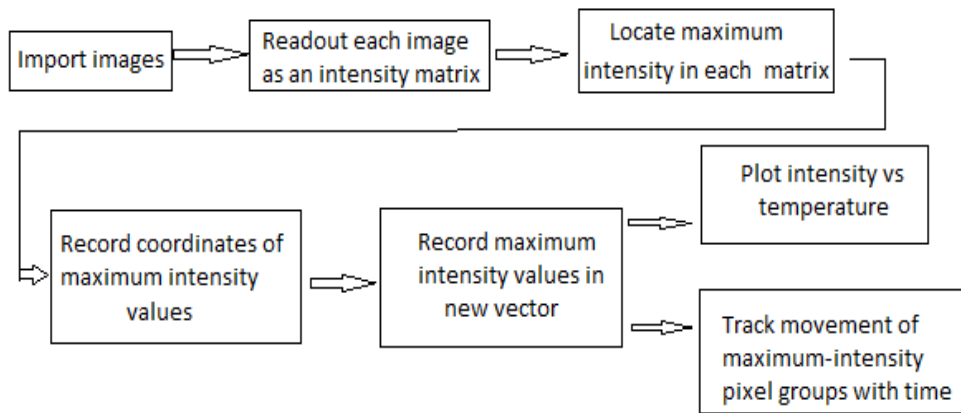 Import images
Readout each image
as an intensity matrix
Locate maximum
intensity in each matrix
Record coordinates of
maximum intensity
values
Record maximum
intensity values in
new vector
Plot intensity vs
temperature
Track movement of
maximum-intensity
pixel groups with time